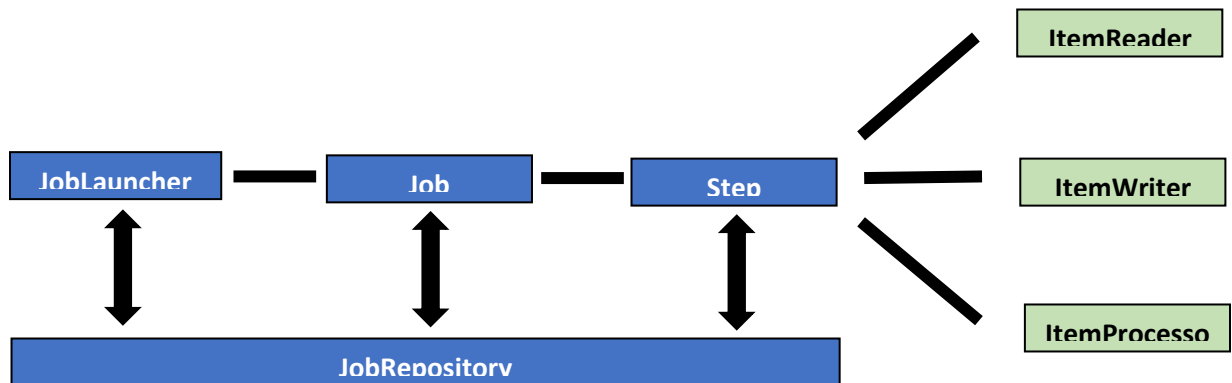 ItemReader
JobLauncher
Job
Step
ItemWriter
ItemProcesso
JobRepository